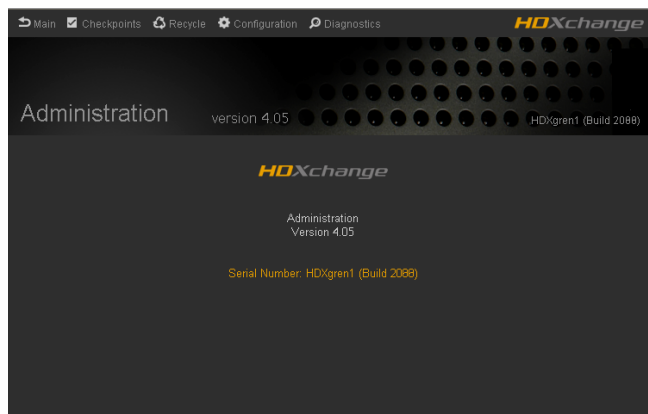 Main Checkpoints Recycle Configuration Diagnostics HDXchange
Administration version 4.05 HDXgren1 (Build 2088)
HDXchange
Administration
Version 4.05
Serial Number: HDXgren1 (Build 2088)